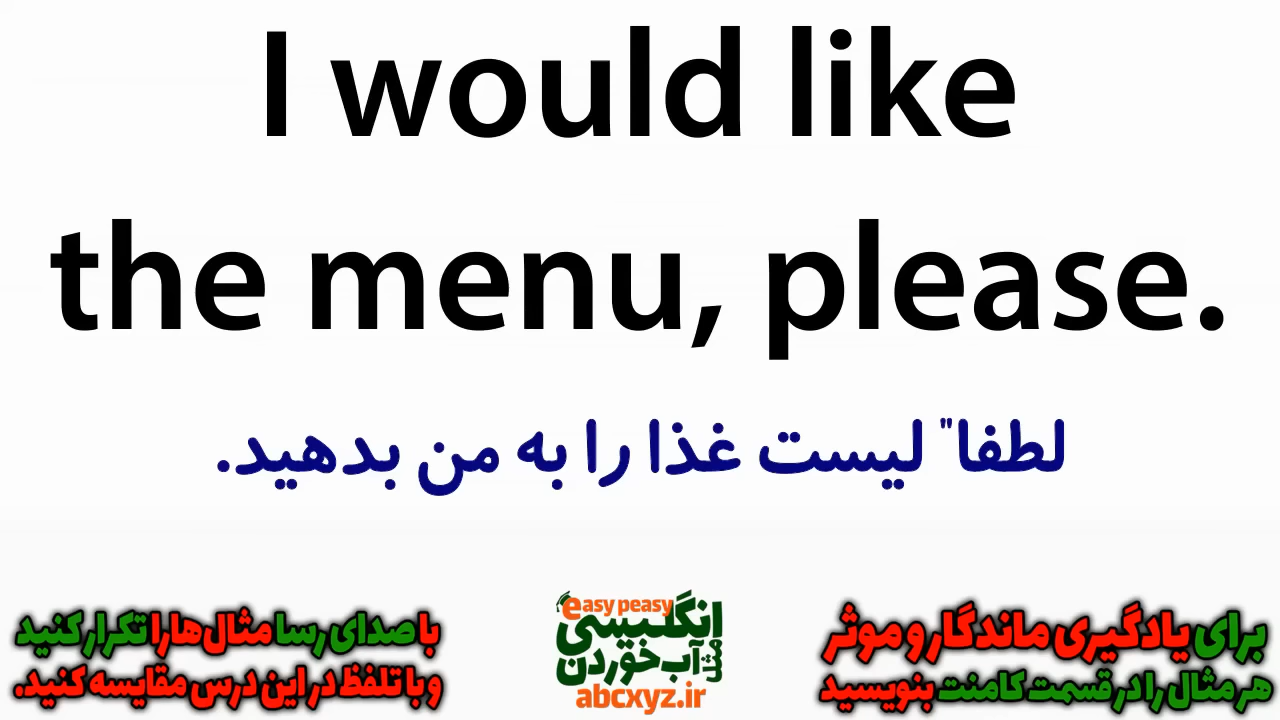 I would like
the menu, please.
لطفا" لیست غذا را به من بدهید.
برای یادگیری ماندگار و موثر
هر مثال را در قسمت کامنت بنویسید
easy peasy
انگلیسی
مثل آب خوردن
abcxyz.ir
با صدای رسا مثال‌ها را تکرار کنید
و با تلفظ در این درس مقایسه کنید.